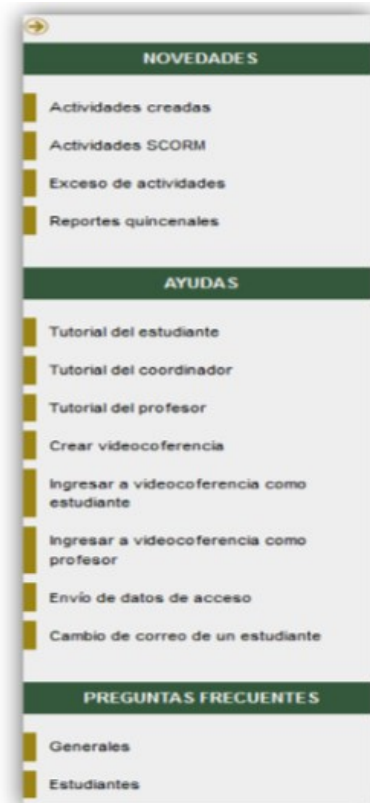 NOVEDADES
Actividades creadas
Actividades SCORM
Exceso de actividades
Reportes quincenales
AYUDAS
Tutorial del estudiante
Tutorial del coordinador
Tutorial del profesor
Crear videocoferencia
Ingresar a videocoferencia como
estudiante
Ingresar a videocoferencia como
profesor
Envío de datos de acceso
Cambio de correo de un estudiante
PREGUNTAS FRECUENTES
Generales
Estudiantes